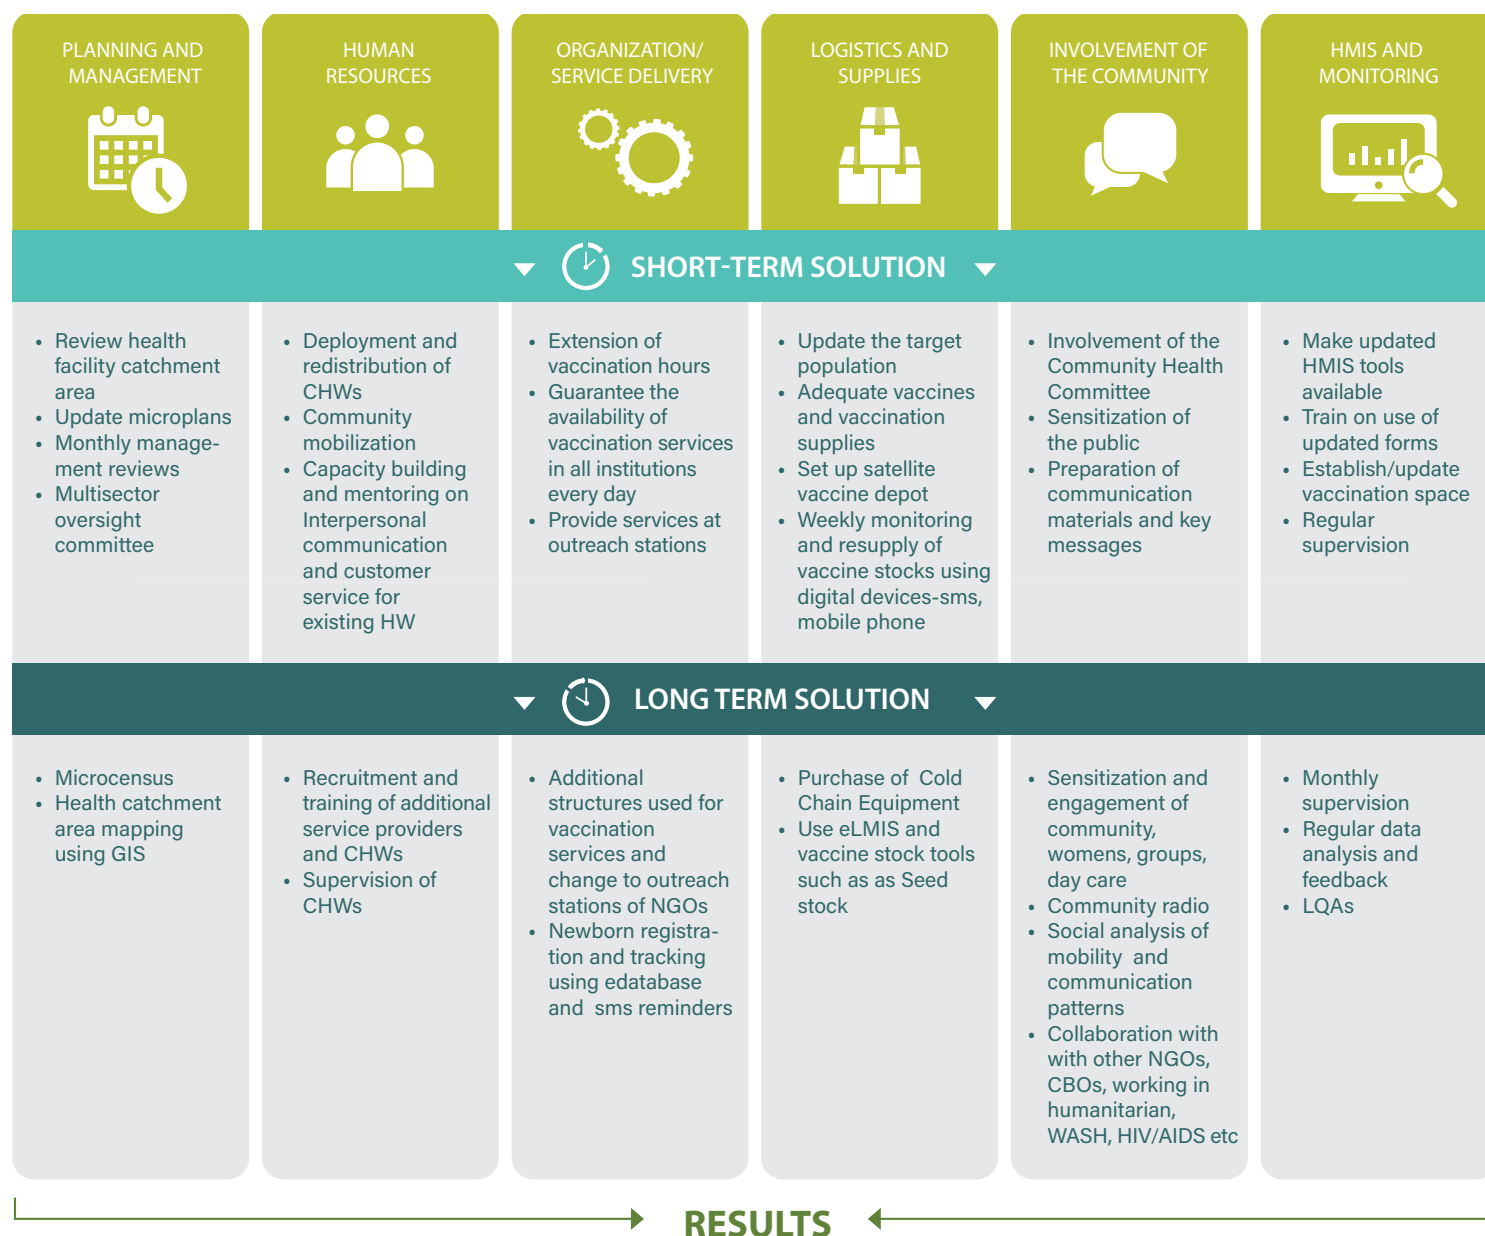 PLANNING AND
MANAGEMENT
HUMAN
RESOURCES
ORGANIZATION/
SERVICE DELIVERY
LOGISTICS AND
SUPPLIES
INVOLVEMENT OF
THE COMMUNITY
HMIS AND
MONITORING
SHORT-TERM SOLUTION
• Review health
facility catchment
area
• Update microplans
• Monthly manage-
ment reviews
• Multisector
oversight
committee
• Deployment and
redistribution of
CHWs
• Community
mobilization
• Capacity building
and mentoring on
Interpersonal
communication
and customer
service for
existing HW
• Extension of
vaccination hours
• Guarantee the
availability of
vaccination services
in all institutions
every day
• Provide services at
outreach stations
• Update the target
population
• Adequate vaccines
and vaccination
supplies
• Set up satellite
vaccine depot
• Weekly monitoring
and resupply of
vaccine stocks using
digital devices-sms,
mobile phone
• Involvement of the
Community Health
Committee
• Sensitization of
the public
• Preparation of
communication
materials and key
messages
• Make updated
HMIS tools
available
• Train on use of
updated forms
• Establish/update
vaccination space
• Regular
supervision
LONG TERM SOLUTION
• Microcensus
• Health catchment
area mapping
using GIS
• Recruitment and
training of additional
service providers
and CHWs
• Supervision of
CHWs
• Additional
structures used for
vaccination
services and
change to outreach
stations of NGOs
• Newborn registra-
tion and tracking
using edatabase
and sms reminders
• Purchase of Cold
Chain Equipment
• Use eLMIS and
vaccine stock tools
such as as Seed
stock
• Sensitization and
engagement of
community,
womens, groups,
day care
• Community radio
• Social analysis of
mobility and
communication
patterns
• Collaboration with
with other NGOs,
CBOs, working in
humanitarian,
WASH, HIV/AIDS etc
• Monthly
supervision
• Regular data
analysis and
feedback
• LQAs
RESULTS